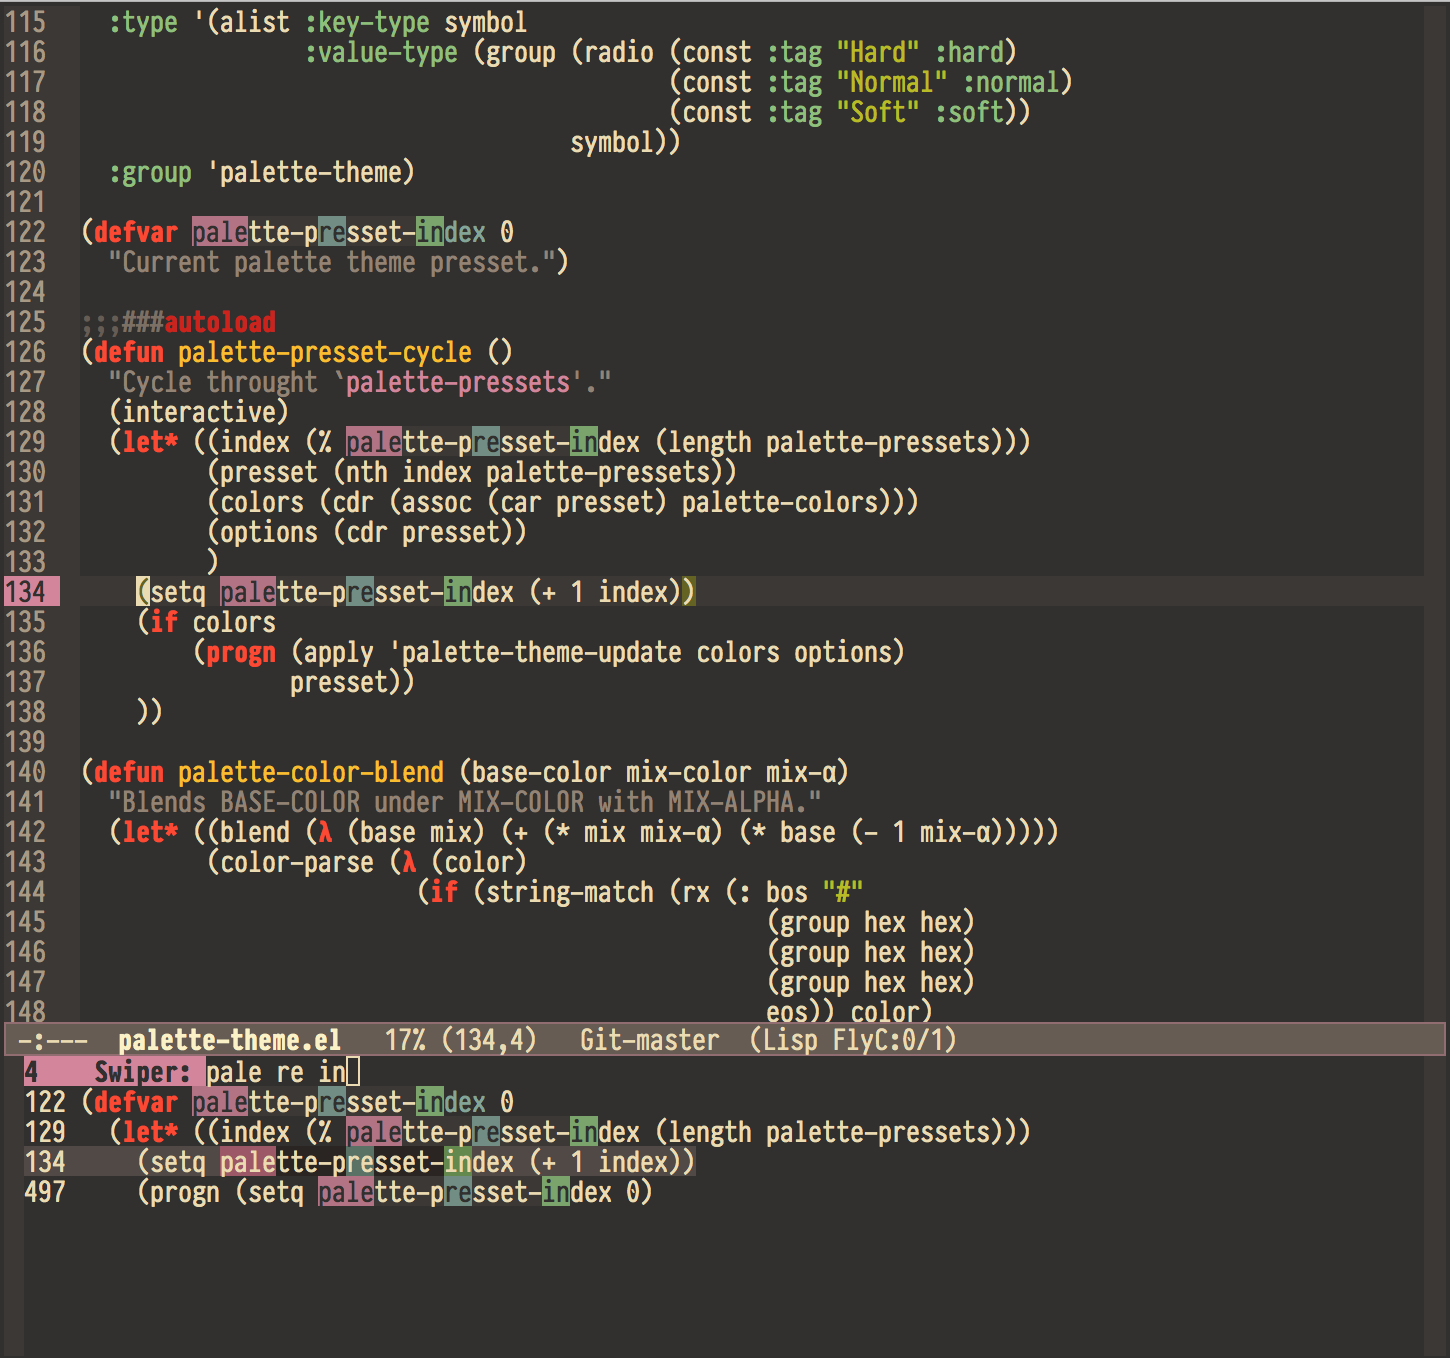 115 :type '(alist :key-type symbol
116 :value-type (group (radio (const :tag "Hard" :hard)
117 (const :tag "Normal" :normal)
118 (const :tag "Soft" :soft))
119 symbol))
120 :group 'palette-theme)
121
122 (defvar palette-presset-index 0
123 "Current palette theme preset.")
124
125 ;;;###autoload
126 (defun palette-presset-cycle ()
127 "Cycle throught `palette-pressets'."
128 (interactive)
129 (let* ((index (% palette-presset-index (length palette-pressets)))
130 (presset (nth index palette-pressets))
131 (colors (cdr (assoc (car presset) palette-colors)))
132 (options (cdr presset))
133 )
134 (setq palette-presset-index (+ 1 index))
135 (if colors
136 (progn (apply 'palette-theme-update colors options)
137 presset))
138 ))
139
140 (defun palette-color-blend (base-color mix-color mix-α)
141 "Blends BASE-COLOR under MIX-COLOR with MIX-ALPHA."
142 (let* ((blend (λ (base mix) (+ (* mix mix-α) (* base (- 1 mix-α)))))
143 (color-parse (λ (color)
144 (if (string-match (rx (: bos "#"
145 (group hex hex)
146 (group hex hex)
147 (group hex hex)
148 eos)) color)
-:--- palette-theme.el 17% (134,4) Git-master (Lisp FlyC:0/1)
4 Swiper: pale re in
122 (defvar palette-presset-index 0
129 (let* ((index (% palette-presset-index (length palette-pressets)))
134 (setq palette-presset-index (+ 1 index))
497 (progn (setq palette-presset-index 0)